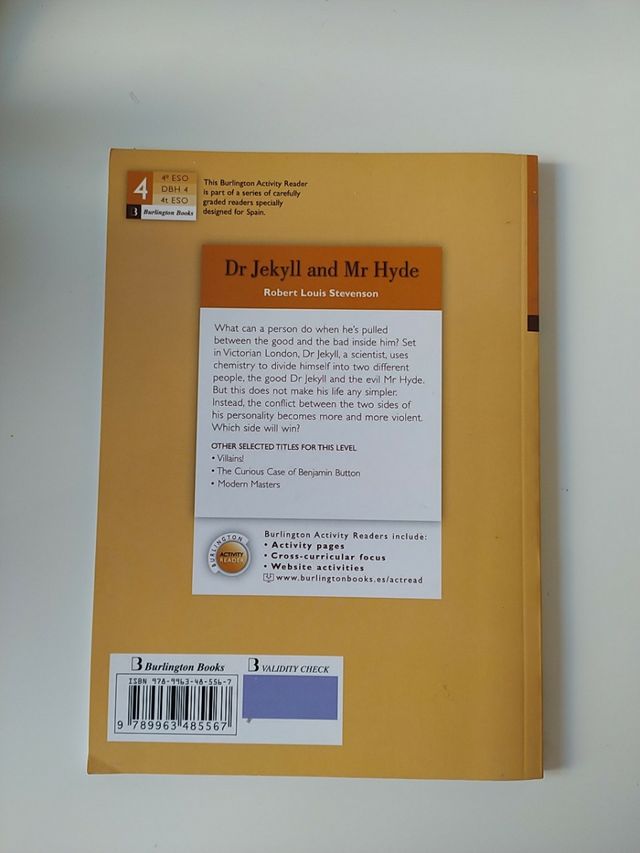 4
4º ESO
DBH 4
4t ESO
B Burlington Books
This Burlington Activity Reader
is part of a series of carefully
graded readers specially
designed for Spain.
Dr Jekyll and Mr Hyde
Robert Louis Stevenson
What can a person do when he's pulled
between the good and the bad inside him? Set
in Victorian London, Dr Jekyll, a scientist, uses
chemistry to divide himself into two different
people, the good Dr Jekyll and the evil Mr Hyde.
But this does not make his life any simpler.
Instead, the conflict between the two sides of
his personality becomes more and more violent.
Which side will win?
OTHER SELECTED TITLES FOR THIS LEVEL
• Villains!
• The Curious Case of Benjamin Button
• Modern Masters
BURLINGTON
ACTIVITY
READER
Burlington Activity Readers include:
• Activity pages
• Cross-curricular focus
• Website activities
www.burlingtonbooks.es/actread
B Burlington Books
B VALIDITY CHECK
ISBN 978-9963-48-556-7
9 789963 485567